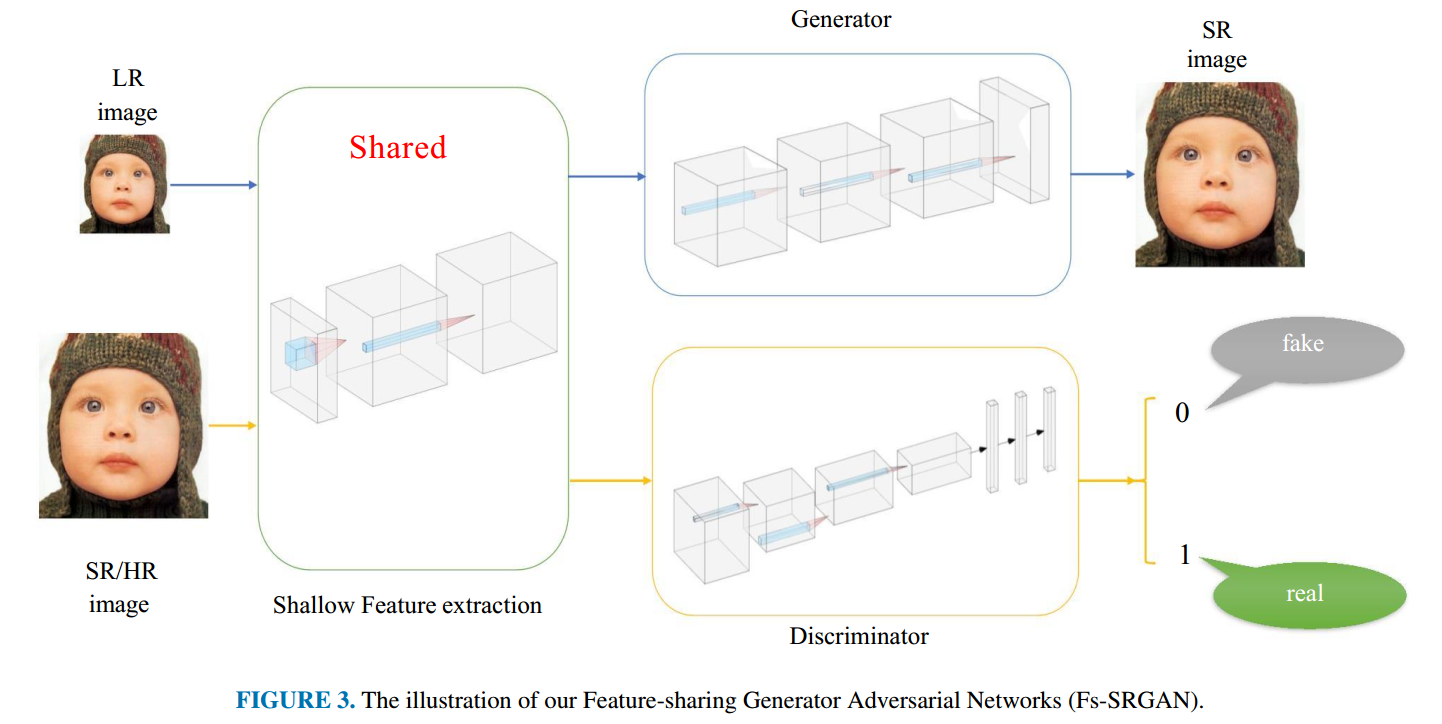 Generator
SR
image
LR
image
Shared
fake
0
1
real
SR/HR
image
Shallow Feature extraction
Discriminator
FIGURE 3. The illustration of our Feature-sharing Generator Adversarial Networks (Fs-SRGAN).